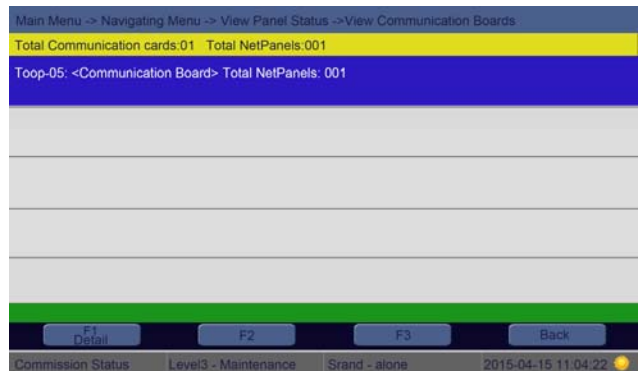 Main Menu -> Navigating Menu -> View Panel Status ->View Communication Boards
Total Communication cards:01 Total NetPanels:001
Toop-05: <Communication Board> Total NetPanels: 001
F1
Detail
F2
F3
Back
Commission Status Level3 - Maintenance Srand - alone 2015-04-15 11:04:22